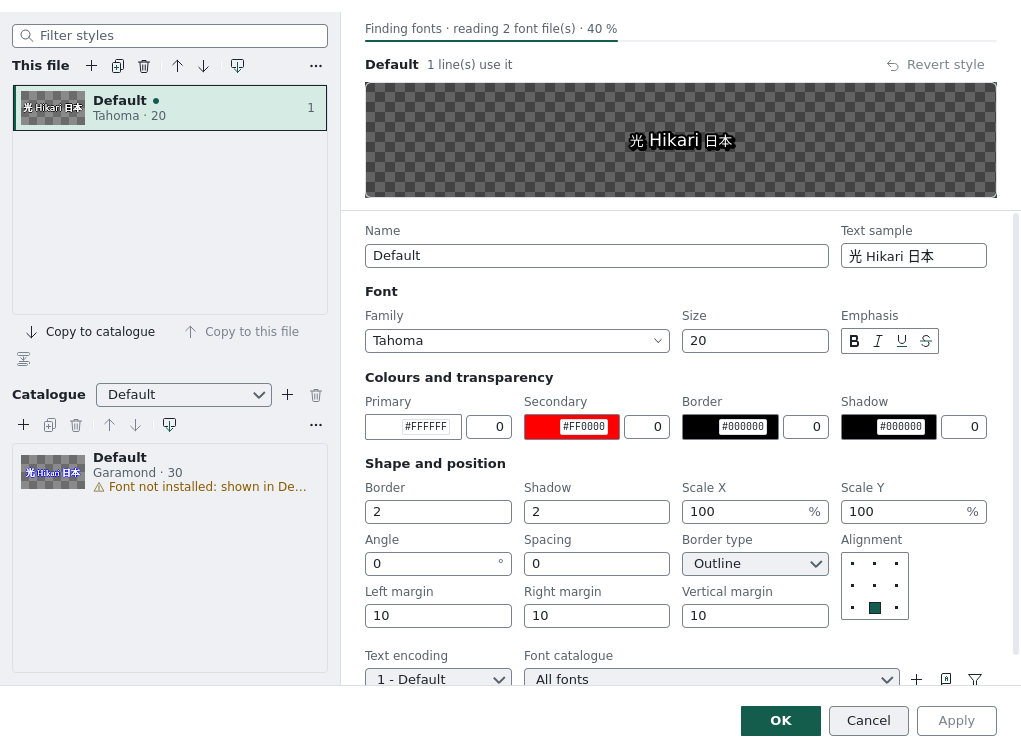 Filter styles
This file
光 Hikari 日本
Default
Tahoma · 20
1
Copy to catalogue
Copy to this file
Catalogue
Default
光 Hikari 日本
Default
Garamond · 30
Font not installed: shown in De…
Finding fonts · reading 2 font file(s) · 40 %
Default 1 line(s) use it
Revert style
光 Hikari 日本
Name
Text sample
Default
光 Hikari 日本
Font
Family
Size
Emphasis
Tahoma
20
B I U S
Colours and transparency
Primary
Secondary
Border
Shadow
#FFFFFF 0
#FF0000 0
#000000 0
#000000 0
Shape and position
Border
Shadow
Scale X
Scale Y
2
2
100 %
100 %
Angle
Spacing
Border type
Alignment
0 °
0
Outline
Left margin
Right margin
Vertical margin
10
10
10
Text encoding
Font catalogue
1 - Default
All fonts
OK
Cancel
Apply